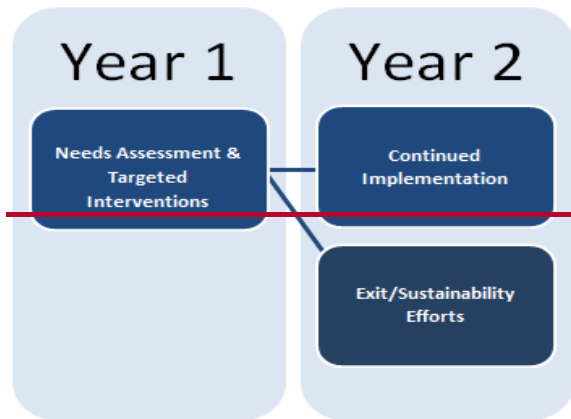 Year 1
Year 2
Needs Assessment &
Targeted
Interventions
Continued
Implementation
Exit/Sustainability
Efforts